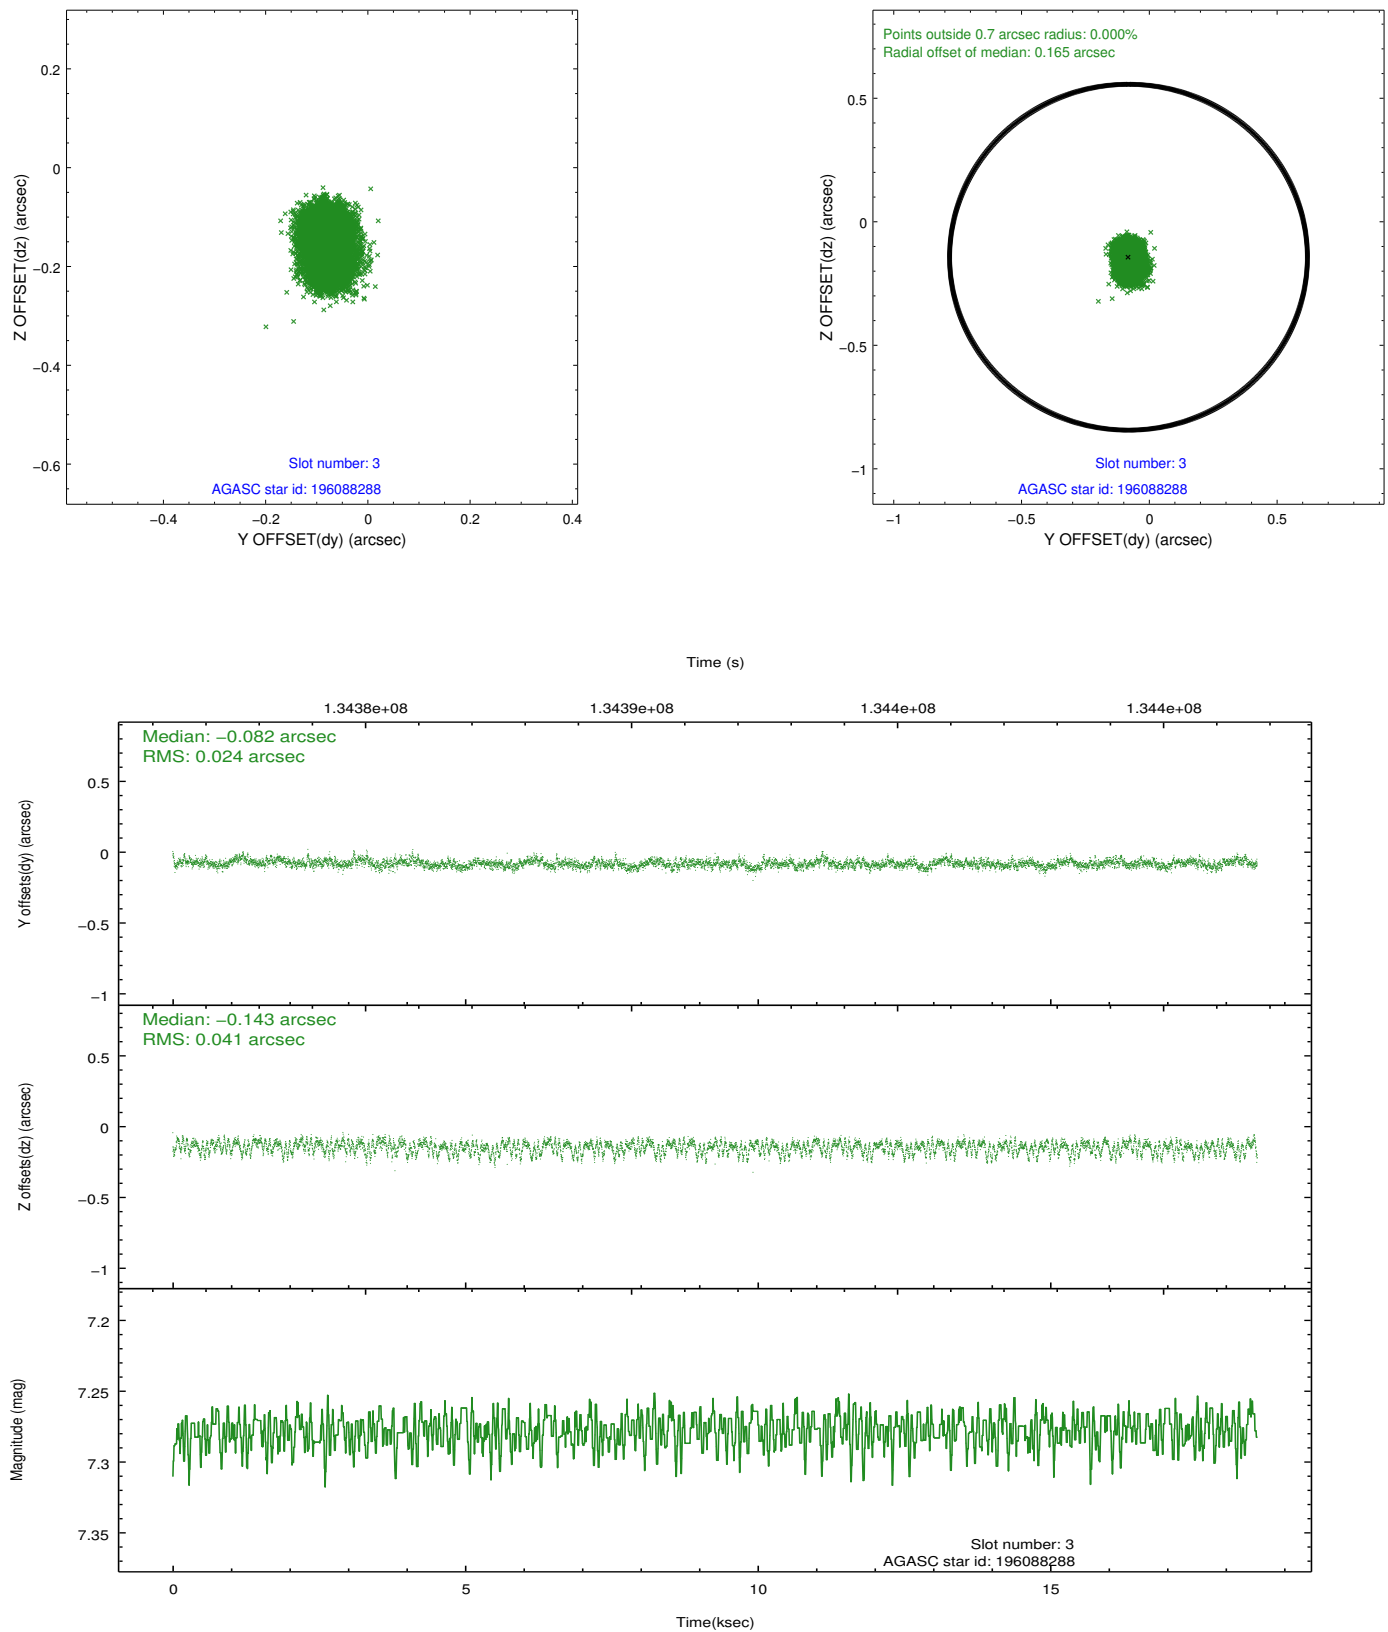 0.2
0
−0.2
−0.4
−0.6
Z OFFSET(dz) (arcsec)
Slot number: 3
AGASC star id: 196088288
−0.4 −0.2 0 0.2 0.4
Y OFFSET(dy) (arcsec)
Points outside 0.7 arcsec radius: 0.000%
Radial offset of median: 0.165 arcsec
0.5
0
−0.5
−1
Z OFFSET(dz) (arcsec)
Slot number: 3
AGASC star id: 196088288
−1 −0.5 0 0.5
Y OFFSET(dy) (arcsec)
Time (s)
1.3438e+08 1.3439e+08 1.344e+08 1.344e+08
Median: −0.082 arcsec
RMS: 0.024 arcsec
0.5
0
−0.5
−1
Y offsets(dy) (arcsec)
Median: −0.143 arcsec
RMS: 0.041 arcsec
0.5
0
−0.5
−1
Z offsets(dz) (arcsec)
7.2
7.25
7.3
7.35
Magnitude (mag)
Slot number: 3
AGASC star id: 196088288
0 5 10 15
Time(ksec)